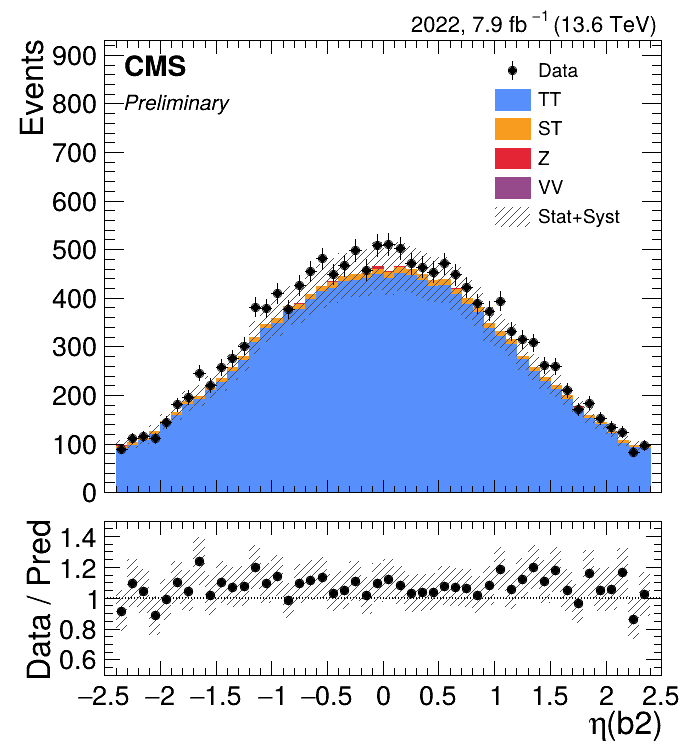 2022, 7.9 fb⁻¹ (13.6 TeV)
Events
900
800
700
600
500
400
300
200
100
0
CMS
Preliminary
Data
TT
ST
Z
VV
Stat+Syst
Data / Pred
1.4
1.2
1
0.8
0.6
−2.5 −2 −1.5 −1 −0.5 0 0.5 1 1.5 2 2.5
η(b2)